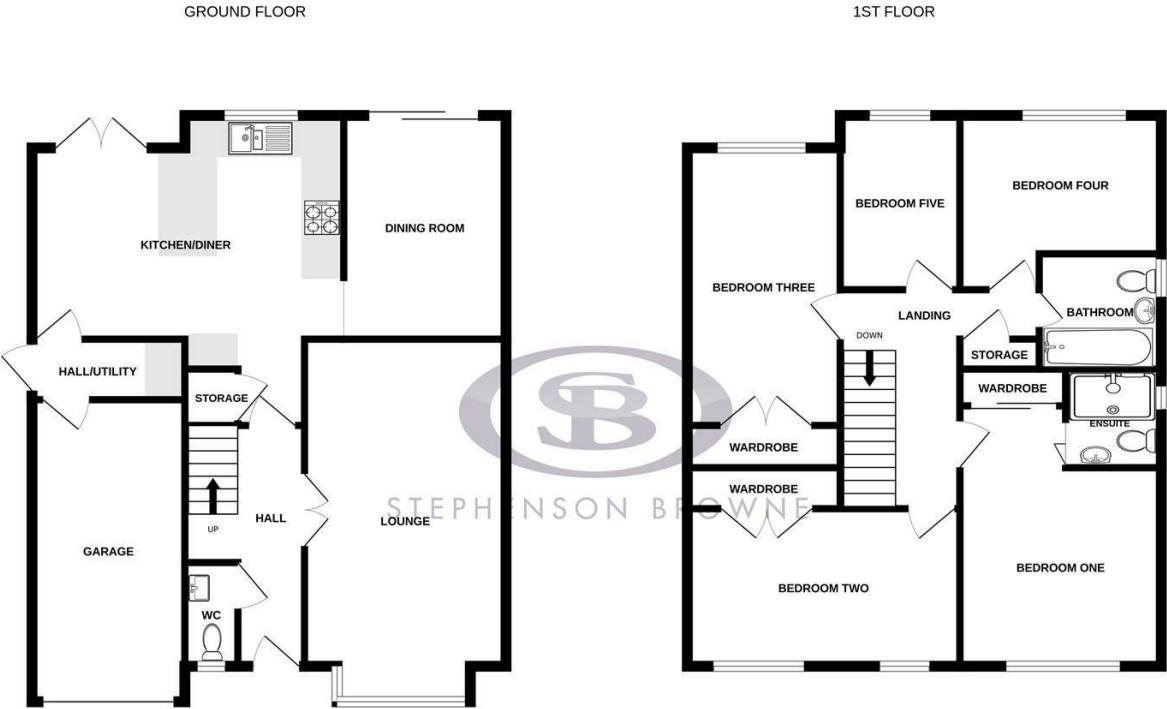 GROUND FLOOR
KITCHEN/DINER
DINING ROOM
HALL/UTILITY
STORAGE
UP
HALL
LOUNGE
GARAGE
WC
1ST FLOOR
BEDROOM FIVE
BEDROOM FOUR
BEDROOM THREE
LANDING
BATHROOM
DOWN
STORAGE
WARDROBE
ENSUITE
WARDROBE
WARDROBE
BEDROOM ONE
BEDROOM TWO
SB
STEPHENSON BROWNE